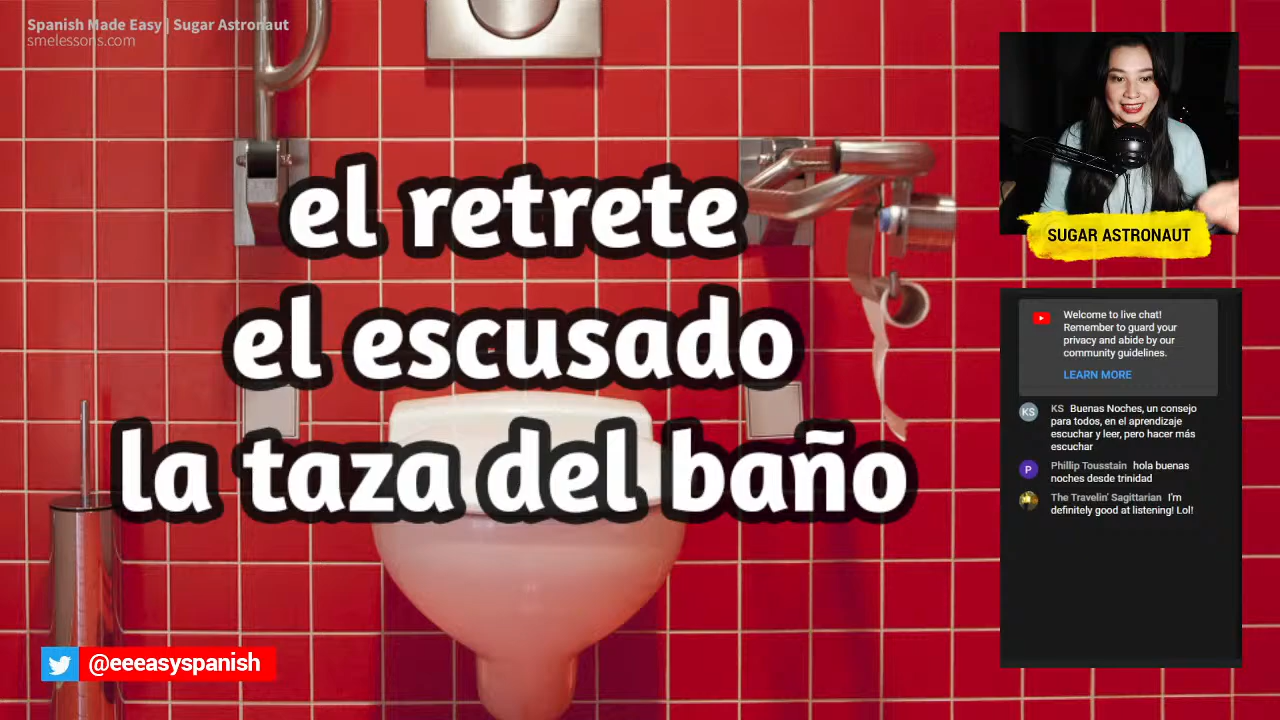 Spanish Made Easy | Sugar Astronaut
smelessons.com
el retrete
el escusado
la taza del baño
@eeeasyspanish
SUGAR ASTRONAUT
Welcome to live chat!
Remember to guard your
privacy and abide by our
community guidelines.
LEARN MORE
KS KS Buenas Noches, un consejo
para todos, en el aprendizaje
escuchar y leer, pero hacer más
escuchar
P Phillip Tousstain hola buenas
noches desde trinidad
The Travelin' Sagittarian I'm
definitely good at listening! Lol!